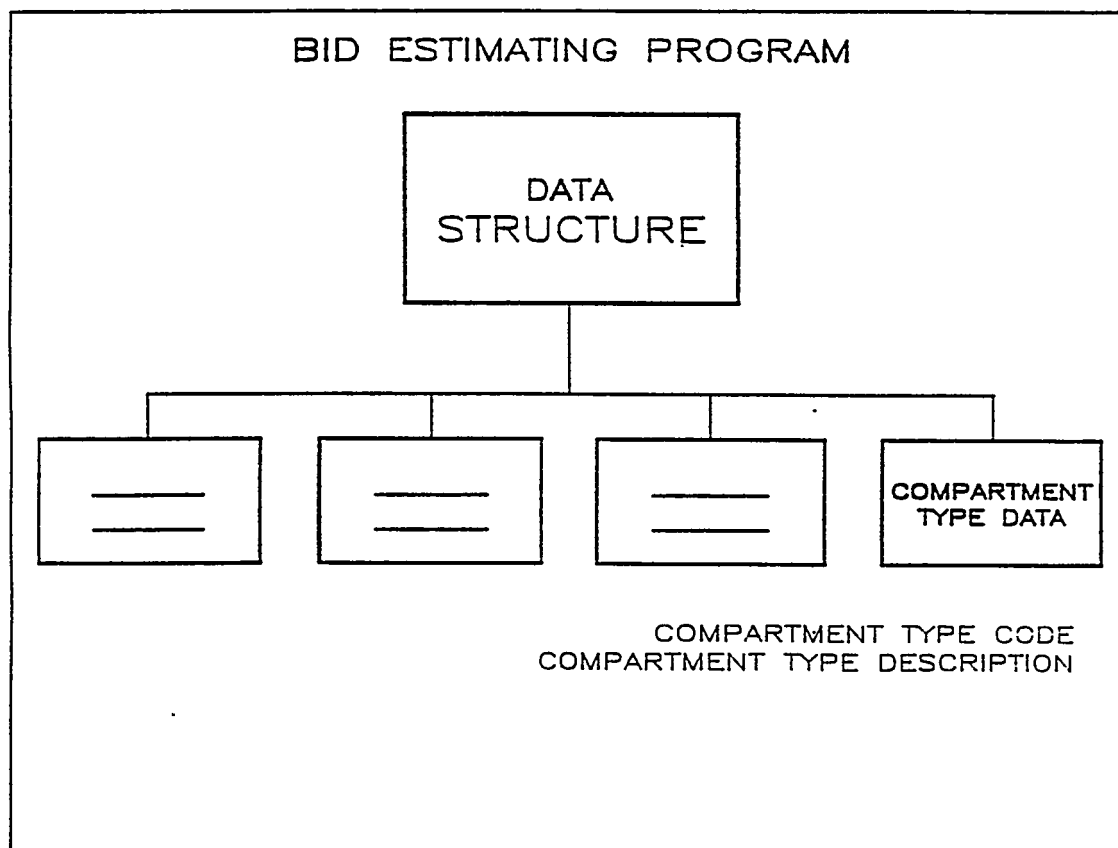 BID ESTIMATING PROGRAM
DATA
STRUCTURE
COMPARTMENT
TYPE DATA
COMPARTMENT TYPE CODE
COMPARTMENT TYPE DESCRIPTION